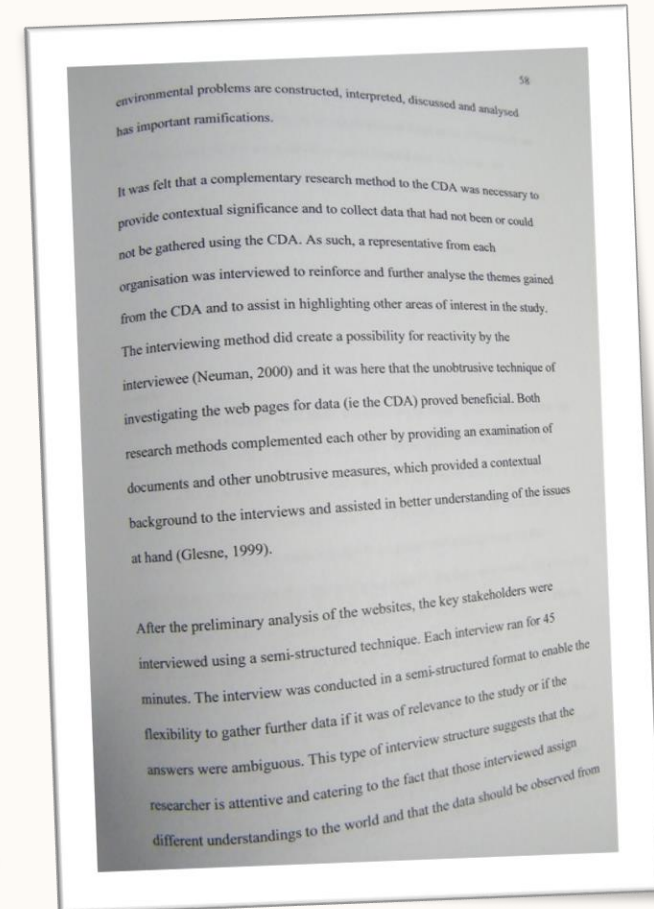 58
environmental problems are constructed, interpreted, discussed and analysed
has important ramifications.
It was felt that a complementary research method to the CDA was necessary to
provide contextual significance and to collect data that had not been or could
not be gathered using the CDA. As such, a representative from each
organisation was interviewed to reinforce and further analyse the themes gained
from the CDA and to assist in highlighting other areas of interest in the study.
The interviewing method did create a possibility for reactivity by the
interviewee (Neuman, 2000) and it was here that the unobtrusive technique of
investigating the web pages for data (ie the CDA) proved beneficial. Both
research methods complemented each other by providing an examination of
documents and other unobtrusive measures, which provided a contextual
background to the interviews and assisted in better understanding of the issues
at hand (Glesne, 1999).
After the preliminary analysis of the websites, the key stakeholders were
interviewed using a semi-structured technique. Each interview ran for 45
minutes. The interview was conducted in a semi-structured format to enable the
flexibility to gather further data if it was of relevance to the study or if the
answers were ambiguous. This type of interview structure suggests that the
researcher is attentive and catering to the fact that those interviewed assign
different understandings to the world and that the data should be observed from